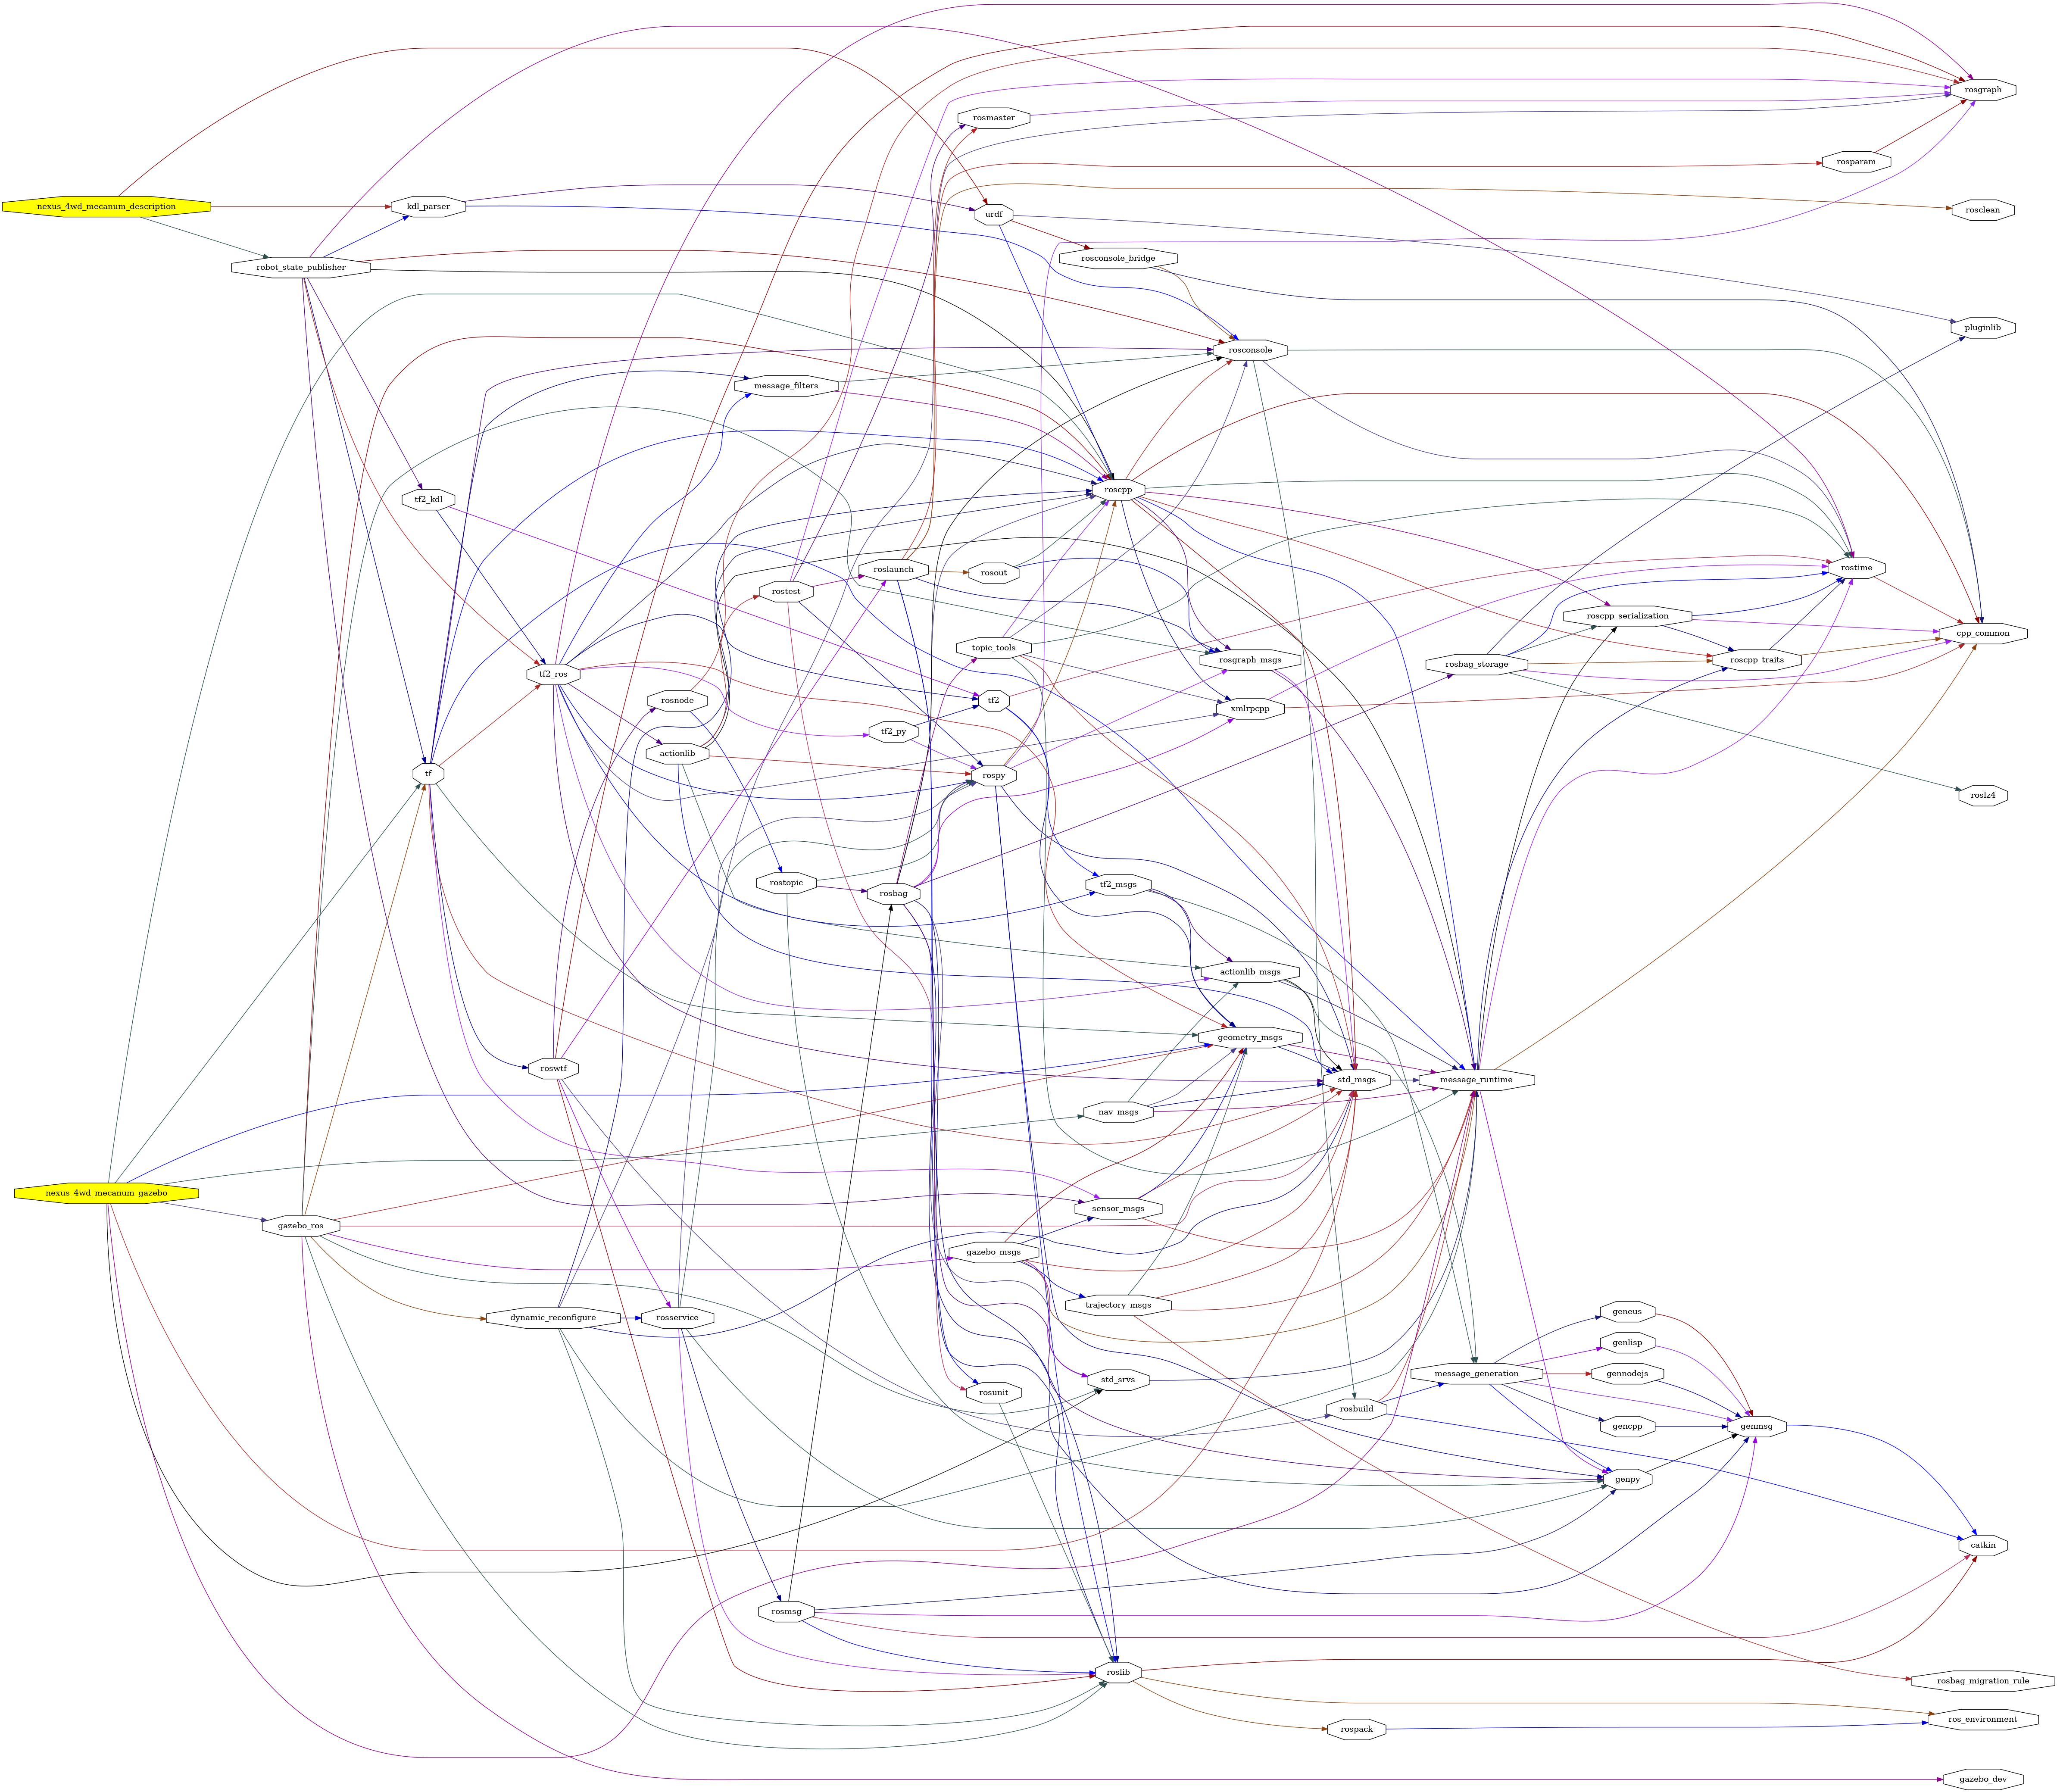 rosgraph
rosmaster
rosparam
nexus_4wd_mecanum_description
kdl_parser
urdf
rosclean
rosconsole_bridge
robot_state_publisher
pluginlib
rosconsole
message_filters
tf2_kdl
roscpp
rostime
roslaunch
rosout
rostest
roscpp_serialization
cpp_common
topic_tools
rosgraph_msgs
roscpp_traits
rosbag_storage
tf2_ros
rosnode
tf2
xmlrpcpp
tf2_py
actionlib
tf
rospy
roslz4
rostopic
tf2_msgs
rosbag
actionlib_msgs
geometry_msgs
roswtf
std_msgs
message_runtime
nav_msgs
nexus_4wd_mecanum_gazebo
sensor_msgs
gazebo_ros
gazebo_msgs
trajectory_msgs
geneus
dynamic_reconfigure
rosservice
genlisp
message_generation
gennodejs
std_srvs
rosunit
rosbuild
gencpp
genmsg
genpy
catkin
rosmsg
roslib
rosbag_migration_rule
ros_environment
rospack
gazebo_dev